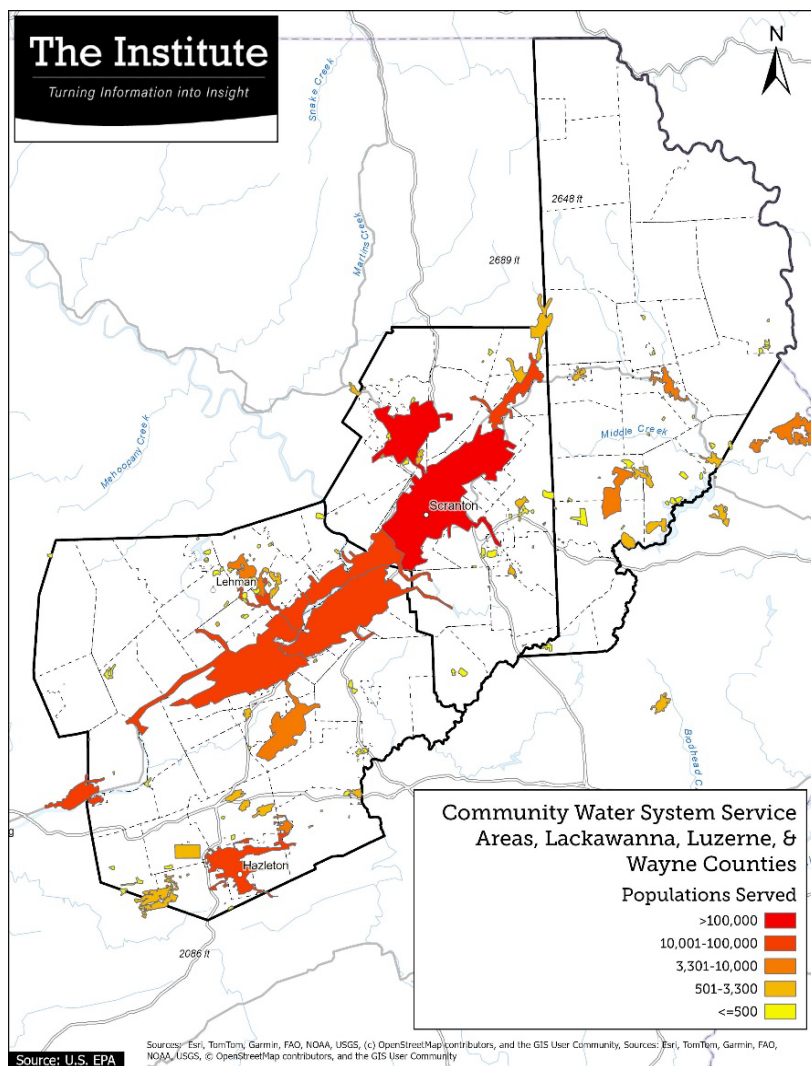 The Institute
Turning Information into Insight
N
Snake Creek
Martins Creek
2648 ft
2689 ft
Mehoopany Creek
Middle Creek
Scranton
Lehman
Hazleton
2086 ft
g
Community Water System Service
Areas, Lackawanna, Luzerne, &
Wayne Counties
Populations Served
>100,000
10,001-100,000
3,301-10,000
501-3,300
<=500
Sources: Esri, TomTom, Garmin, FAO, NOAA, USGS, (c) OpenStreetMap contributors, and the GIS User Community, Sources: Esri, TomTom, Garmin, FAO,
NOAA, USGS, © OpenStreetMap contributors, and the GIS User Community
Source: U.S. EPA